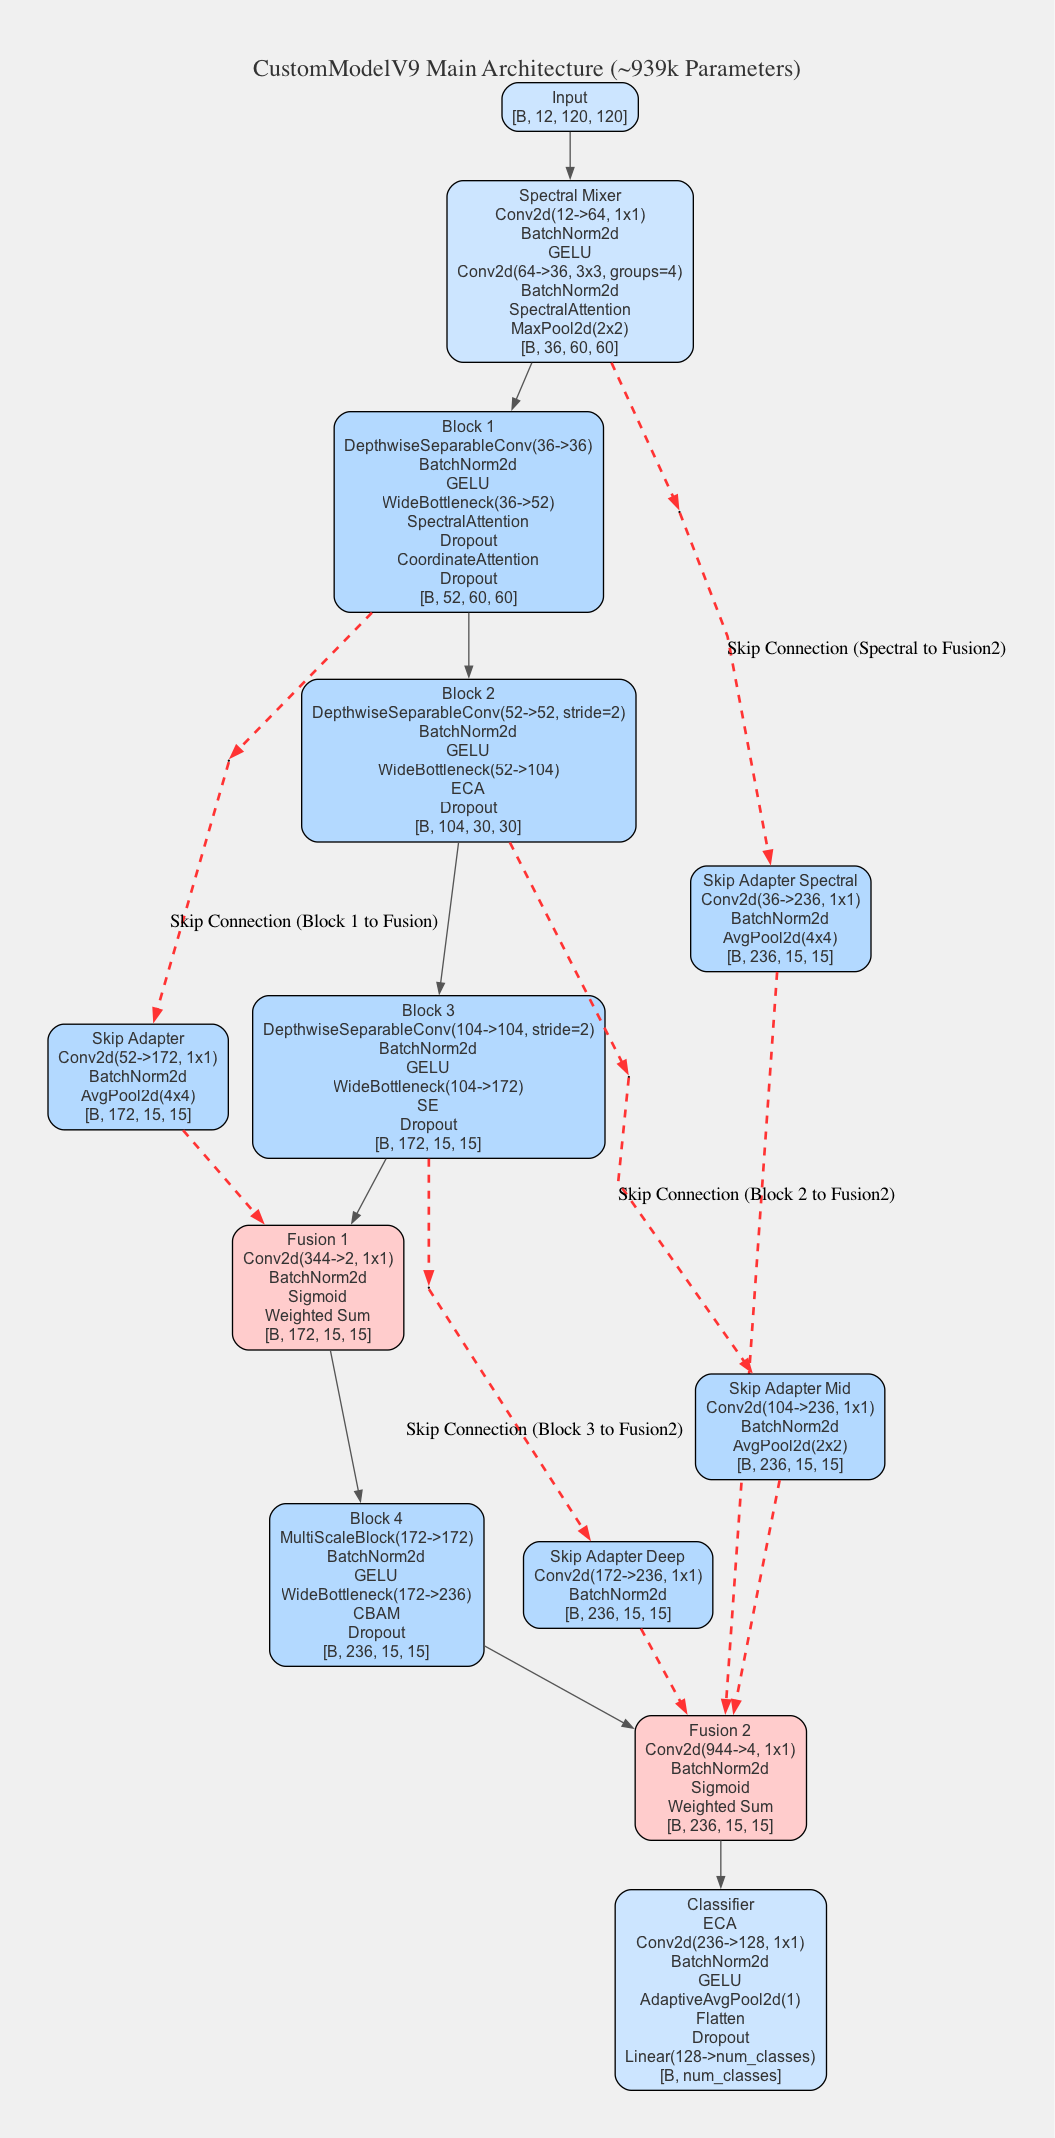 CustomModelV9 Main Architecture (~939k Parameters)
Input
[B, 12, 120, 120]
Spectral Mixer
Conv2d(12->64, 1x1)
BatchNorm2d
GELU
Conv2d(64->36, 3x3, groups=4)
BatchNorm2d
SpectralAttention
MaxPool2d(2x2)
[B, 36, 60, 60]
Block 1
DepthwiseSeparableConv(36->36)
BatchNorm2d
GELU
WideBottleneck(36->52)
SpectralAttention
Dropout
CoordinateAttention
Dropout
[B, 52, 60, 60]
Skip Connection (Spectral to Fusion2)
Block 2
DepthwiseSeparableConv(52->52, stride=2)
BatchNorm2d
GELU
WideBottleneck(52->104)
ECA
Dropout
[B, 104, 30, 30]
Skip Adapter Spectral
Conv2d(36->236, 1x1)
BatchNorm2d
AvgPool2d(4x4)
[B, 236, 15, 15]
Skip Connection (Block 1 to Fusion)
Block 3
DepthwiseSeparableConv(104->104, stride=2)
BatchNorm2d
GELU
WideBottleneck(104->172)
SE
Dropout
[B, 172, 15, 15]
Skip Adapter
Conv2d(52->172, 1x1)
BatchNorm2d
AvgPool2d(4x4)
[B, 172, 15, 15]
Skip Connection (Block 2 to Fusion2)
Fusion 1
Conv2d(344->2, 1x1)
BatchNorm2d
Sigmoid
Weighted Sum
[B, 172, 15, 15]
Skip Adapter Mid
Conv2d(104->236, 1x1)
BatchNorm2d
AvgPool2d(2x2)
[B, 236, 15, 15]
Skip Connection (Block 3 to Fusion2)
Block 4
MultiScaleBlock(172->172)
BatchNorm2d
GELU
WideBottleneck(172->236)
CBAM
Dropout
[B, 236, 15, 15]
Skip Adapter Deep
Conv2d(172->236, 1x1)
BatchNorm2d
[B, 236, 15, 15]
Fusion 2
Conv2d(944->4, 1x1)
BatchNorm2d
Sigmoid
Weighted Sum
[B, 236, 15, 15]
Classifier
ECA
Conv2d(236->128, 1x1)
BatchNorm2d
GELU
AdaptiveAvgPool2d(1)
Flatten
Dropout
Linear(128->num_classes)
[B, num_classes]